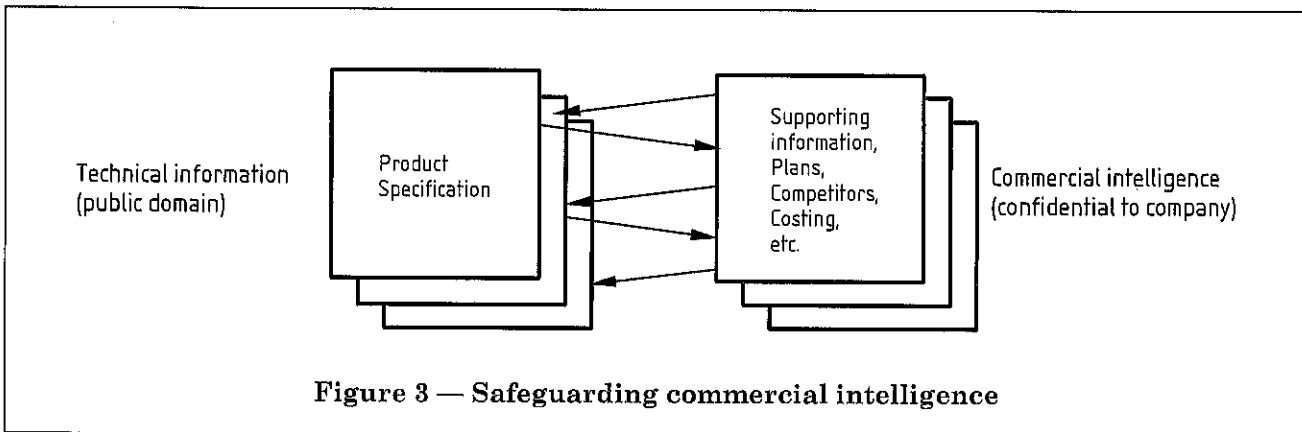 Technical information
(public domain)
Product
Specification
Supporting
information,
Plans,
Competitors,
Costing,
etc.
Commercial intelligence
(confidential to company)
Figure 3 — Safeguarding commercial intelligence